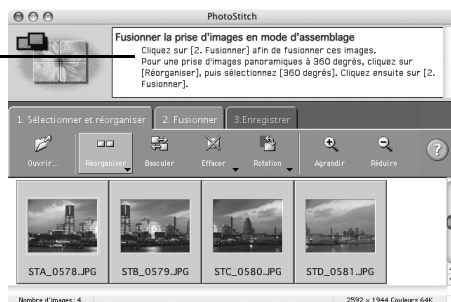 PhotoStitch
Fusionner la prise d'images en mode d'assemblage
Cliquez sur [2. Fusionner] afin de fusionner ces images.
Pour une prise d'images panoramiques à 360 degrés, cliquez sur
[Réorganiser], puis sélectionnez [360 degrés]. Cliquez ensuite sur [2.
Fusionner].
1. Sélectionner et réorganiser 2. Fusionner 3.Enregistrer
Ouvrir... Réorganiser Basculer Effacer Rotation Agrandir Réduire ?
STA_0578.JPG STB_0579.JPG STC_0580.JPG STD_0581.JPG
Nombre d'images : 4 2592 x 1944 Couleurs 64K